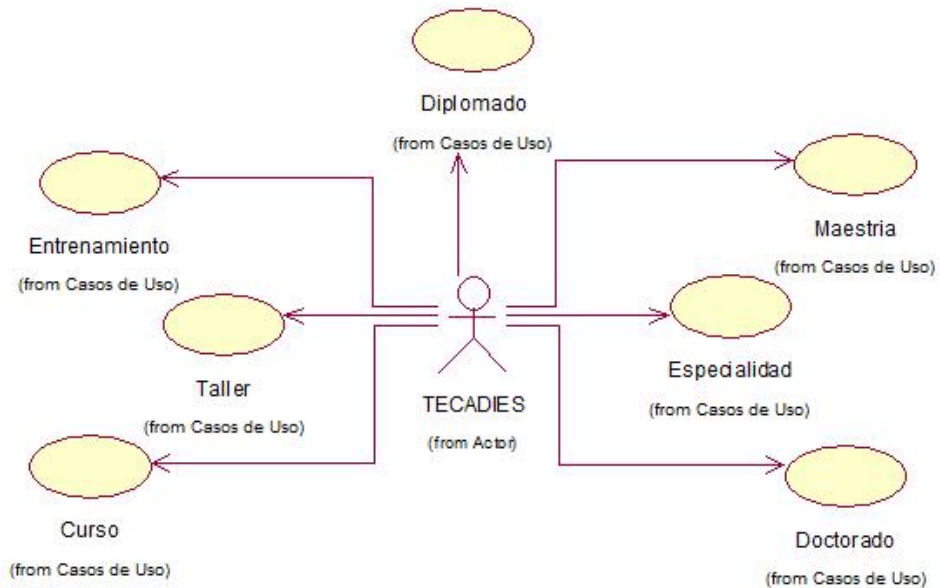 Diplomado
(from Casos de Uso)
Entrenamiento
(from Casos de Uso)
Maestria
(from Casos de Uso)
Taller
(from Casos de Uso)
TECADIES
(from Actor)
Especialidad
(from Casos de Uso)
Curso
(from Casos de Uso)
Doctorado
(from Casos de Uso)